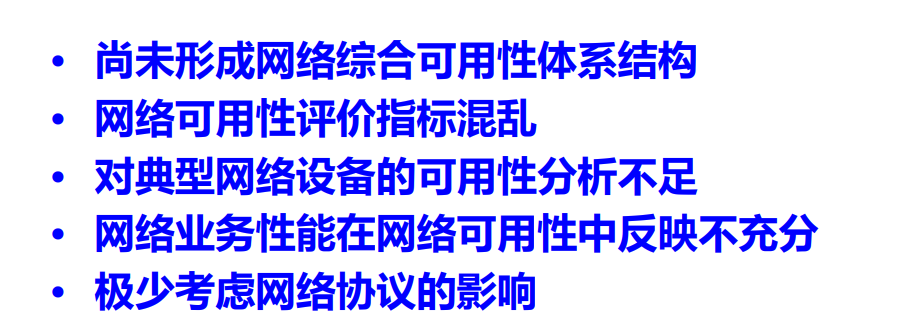 • 尚未形成网络综合可用性体系结构
• 网络可用性评价指标混乱
• 对典型网络设备的可用性分析不足
• 网络业务性能在网络可用性中反映不充分
• 极少考虑网络协议的影响